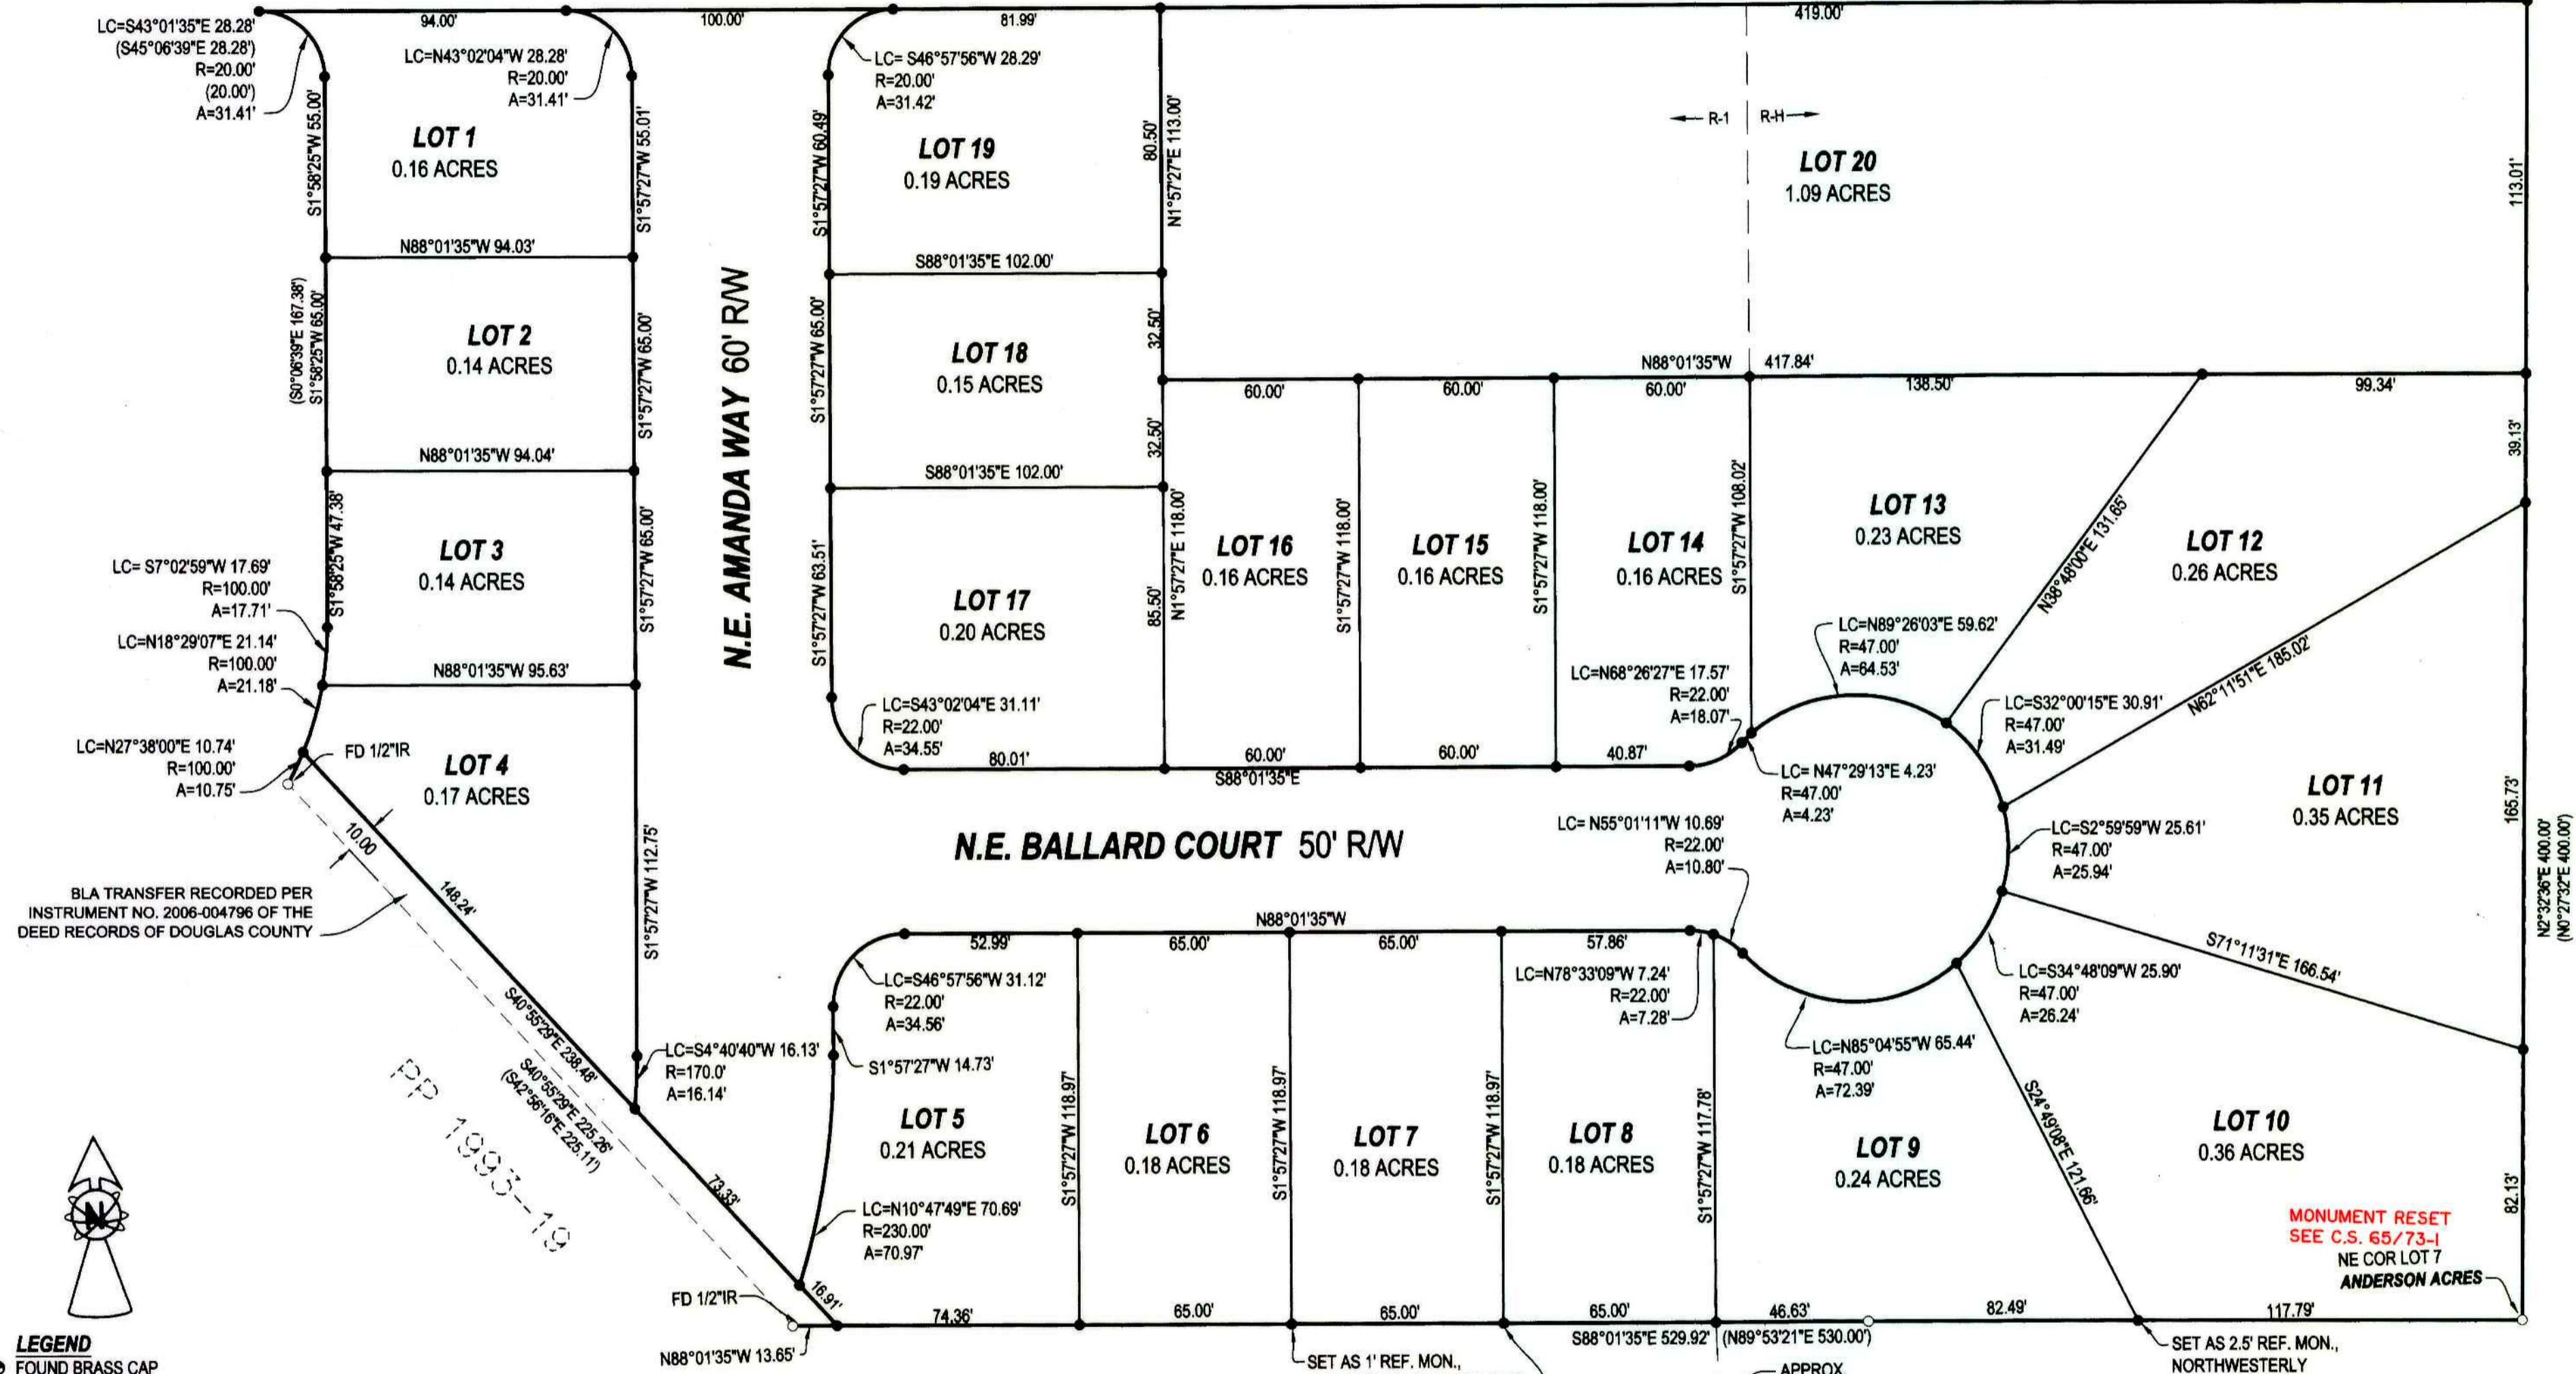 94.00'
100.00'
81.99'
419.00'
LC=S43°01'35"E 28.28'
(S45°06'39"E 28.28')
R=20.00'
(20.00')
A=31.41'
LC=N43°02'04"W 28.28'
R=20.00'
A=31.41'
LC= S46°57'56"W 28.29'
R=20.00'
A=31.42'
S1°58'25"W 55.00'
LOT 1
0.16 ACRES
S1°57'27"W 55.01'
S1°57'27"W 60.49'
LOT 19
0.19 ACRES
80.50'
N1°57'27"E 113.00'
R-1
R-H
LOT 20
1.09 ACRES
113.01'
N88°01'35"W 94.03'
S88°01'35"E 102.00'
(S0°06'39"E 167.38')
S1°58'25"W 65.00'
LOT 2
0.14 ACRES
S1°57'27"W 65.00'
N.E. AMANDA WAY 60' R/W
S1°57'27"W 65.00'
LOT 18
0.15 ACRES
32.50'
N88°01'35"W 417.84'
60.00'
60.00'
60.00'
138.50'
99.34'
32.50'
39.13'
N88°01'35"W 94.04'
S88°01'35"E 102.00'
S1°58'25"W 47.38'
LOT 3
0.14 ACRES
S1°57'27"W 65.00'
S1°57'27"W 63.51'
LOT 17
0.20 ACRES
85.50'
N1°57'27"E 118.00'
LOT 16
0.16 ACRES
S1°57'27"W 118.00'
LOT 15
0.16 ACRES
S1°57'27"W 118.00'
LOT 14
0.16 ACRES
S1°57'27"W 108.02'
LOT 13
0.23 ACRES
N38°48'00"E 131.65'
LOT 12
0.26 ACRES
N62°11'51"E 185.02'
LC= S7°02'59"W 17.69'
R=100.00'
A=17.71'
LC=N18°29'07"E 21.14'
R=100.00'
A=21.18'
N88°01'35"W 95.63'
LC=N27°38'00"E 10.74'
R=100.00'
A=10.75'
FD 1/2"IR
LOT 4
0.17 ACRES
LC=S43°02'04"E 31.11'
R=22.00'
A=34.55'
80.01'
60.00'
60.00'
40.87'
S88°01'35"E
LC=N68°26'27"E 17.57'
R=22.00'
A=18.07'
LC=N89°26'03"E 59.62'
R=47.00'
A=64.53'
LC= N47°29'13"E 4.23'
R=47.00'
A=4.23'
LC=S32°00'15"E 30.91'
R=47.00'
A=31.49'
LOT 11
0.35 ACRES
165.73'
N2°32'36"E 400.00'
(N0°27'32"E 400.00')
10.00
BLA TRANSFER RECORDED PER
INSTRUMENT NO. 2006-004796 OF THE
DEED RECORDS OF DOUGLAS COUNTY
148.24'
S1°57'27"W 112.75'
N.E. BALLARD COURT 50' R/W
LC= N55°01'11"W 10.69'
R=22.00'
A=10.80'
LC=S2°59'59"W 25.61'
R=47.00'
A=25.94'
S71°11'31"E 166.54'
N88°01'35"W
52.99'
65.00'
65.00'
57.86'
LC=S46°57'56"W 31.12'
R=22.00'
A=34.56'
LC=N78°33'09"W 7.24'
R=22.00'
A=7.28'
LC=S34°48'09"W 25.90'
R=47.00'
A=26.24'
LC=N85°04'55"W 65.44'
R=47.00'
A=72.39'
S40°55'29"E 238.48'
S40°55'29"E 225.26'
(S42°56'16"E 225.11')
PP 1993-19
LC=S4°40'40"W 16.13'
R=170.0'
A=16.14'
S1°57'27"W 14.73'
LOT 5
0.21 ACRES
S1°57'27"W 118.97'
LOT 6
0.18 ACRES
S1°57'27"W 118.97'
LOT 7
0.18 ACRES
S1°57'27"W 118.97'
LOT 8
0.18 ACRES
S1°57'27"W 117.78'
LOT 9
0.24 ACRES
S24°49'08"E 121.66'
LOT 10
0.36 ACRES
82.13'
73.33'
LC=N10°47'49"E 70.69'
R=230.00'
A=70.97'
MONUMENT RESET
SEE C.S. 65/73-1
NE COR LOT 7
ANDERSON ACRES
N
FD 1/2"IR
16.91'
74.36'
65.00'
65.00'
65.00'
46.63'
82.49'
117.79'
S88°01'35"E 529.92' (N89°53'21"E 530.00')
N88°01'35"W 13.65'
SET AS 1' REF. MON.,
APPROX.
SET AS 2.5' REF. MON.,
NORTHWESTERLY
LEGEND
FOUND BRASS CAP